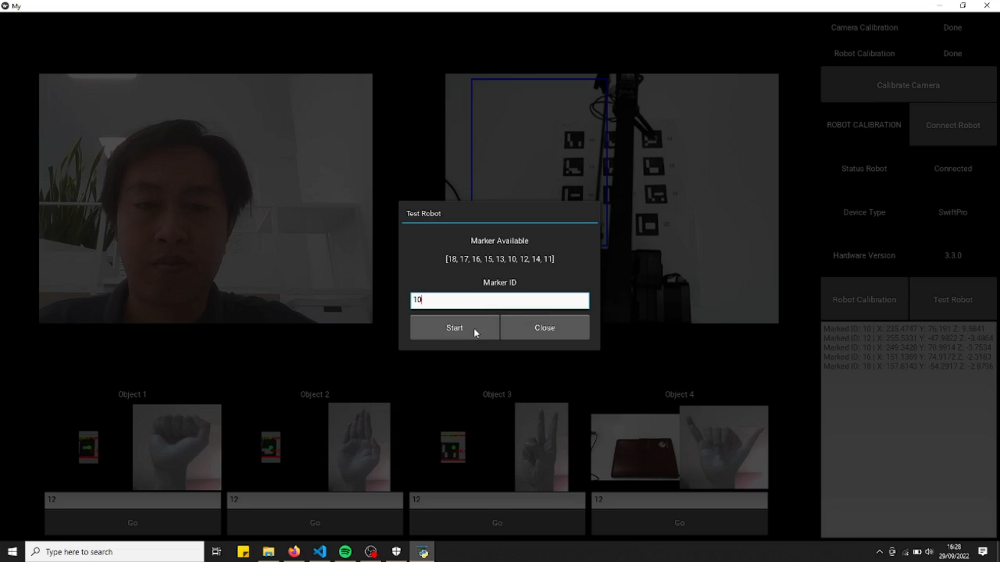 My
Camera Calibration Done
Robot Calibration Done
Calibrate Camera
ROBOT CALIBRATION Connect Robot
Status Robot Connected
Device Type SwiftPro
Hardware Version 3.3.0
Robot Calibration Test Robot
Marked ID: 10 | X: 235.4747 Y: 76.191 Z: 9.5841
Marked ID: 12 | X: 255.5331 Y: -47.9822 Z: -3.4864
Marked ID: 10 | X: 249.3428 Y: 78.9914 Z: -3.7534
Marked ID: 16 | X: 151.1369 Y: 74.9172 Z: -2.3183
Marked ID: 18 | X: 157.8143 Y: -54.2917 Z: -2.8796
Test Robot
Marker Available
[18, 17, 16, 15, 13, 10, 12, 14, 11]
Marker ID
10
Start Close
Object 1 Object 2 Object 3 Object 4
12 12 12 12
Go Go Go Go
Type here to search
16:28
29/09/2022